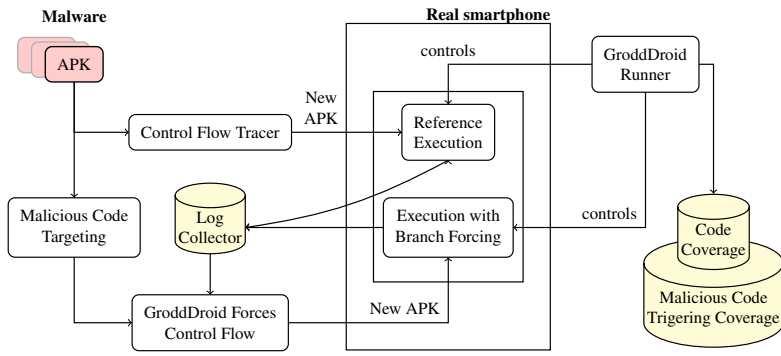 Malware
Real smartphone
APK
controls
GroddDroid
Runner
New
APK
Control Flow Tracer
Reference
Execution
Malicious Code
Targeting
Log
Collector
Execution with
Branch Forcing
controls
Code
Coverage
Malicious Code
Trigering Coverage
GroddDroid Forces
Control Flow
New APK